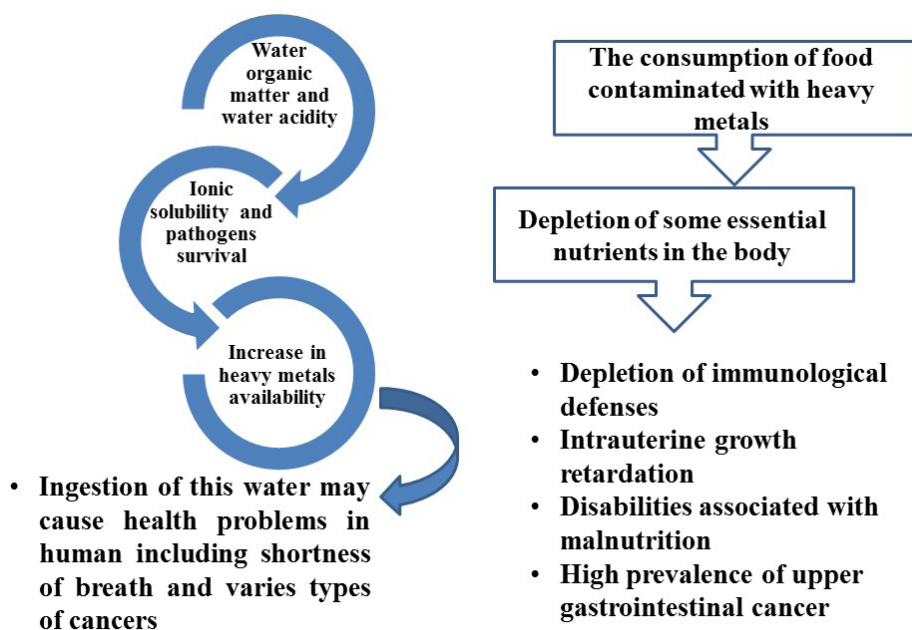 Water
organic
matter and
water acidity
Ionic
solubility and
pathogens
survival
Increase in
heavy metals
availability
• Ingestion of this water may
cause health problems in
human including shortness
of breath and varies types
of cancers
The consumption of food
contaminated with heavy
metals
Depletion of some essential
nutrients in the body
• Depletion of immunological
defenses
• Intrauterine growth
retardation
• Disabilities associated with
malnutrition
• High prevalence of upper
gastrointestinal cancer